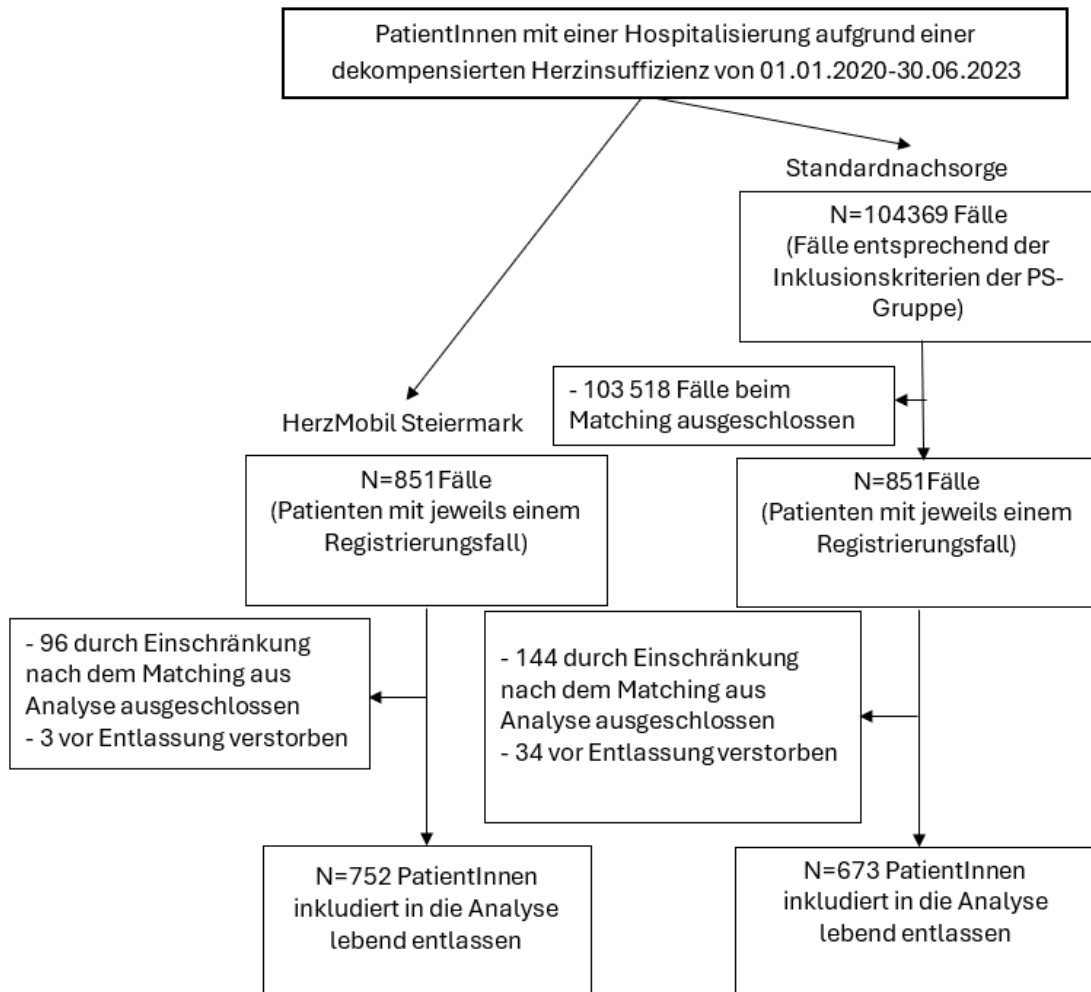 PatientInnen mit einer Hospitalisierung aufgrund einer
dekompensierten Herzinsuffizienz von 01.01.2020-30.06.2023
Standardnachsorge
N=104369 Fälle
(Fälle entsprechend der
Inklusionskriterien der PS-
Gruppe)
- 103 518 Fälle beim
Matching ausgeschlossen
HerzMobil Steiermark
N=851Fälle
(Patienten mit jeweils einem
Registrierungsfall)
N=851Fälle
(Patienten mit jeweils einem
Registrierungsfall)
- 96 durch Einschränkung
nach dem Matching aus
Analyse ausgeschlossen
- 3 vor Entlassung verstorben
- 144 durch Einschränkung
nach dem Matching aus
Analyse ausgeschlossen
- 34 vor Entlassung verstorben
N=752 PatientInnen
inkludiert in die Analyse
lebend entlassen
N=673 PatientInnen
inkludiert in die Analyse
lebend entlassen